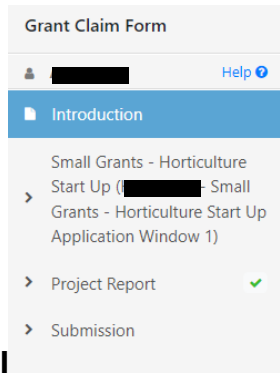 Grant Claim Form
Help
Introduction
Small Grants - Horticulture
Start Up ( - Small
Grants - Horticulture Start Up
Application Window 1)
Project Report
Submission